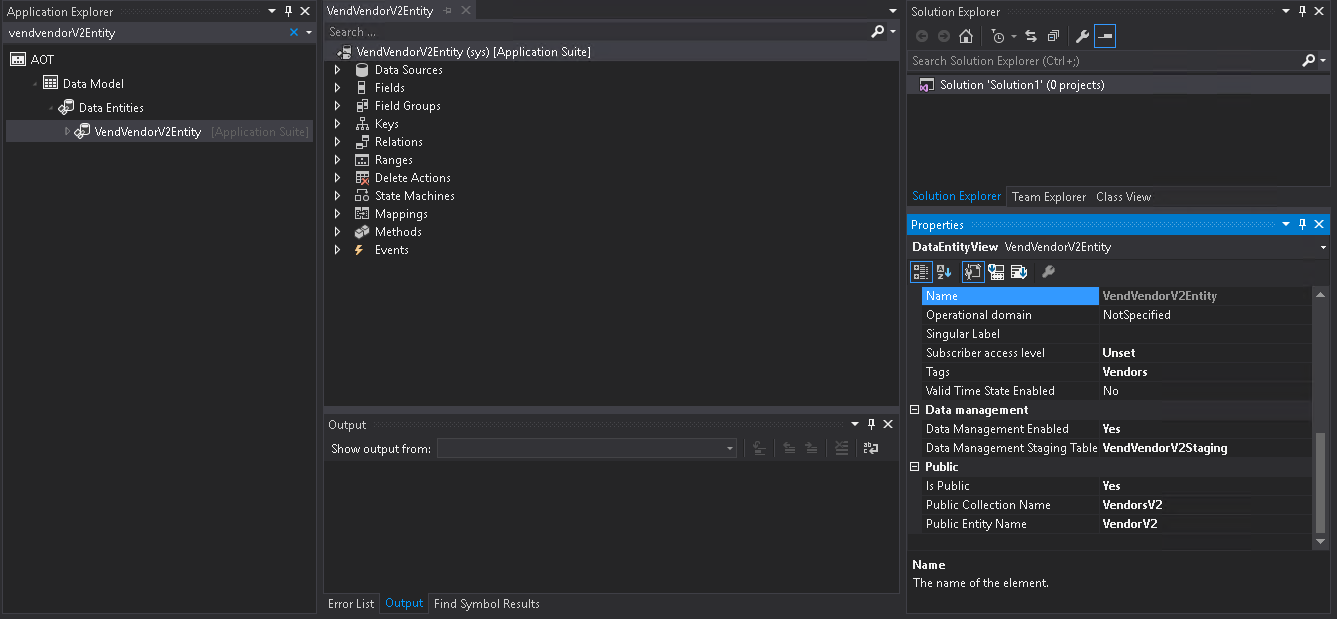 Application Explorer
vendvendorV2Entity
AOT
Data Model
Data Entities
VendVendorV2Entity [Application Suite]
VendVendorV2Entity
Search ...
VendVendorV2Entity (sys) [Application Suite]
Data Sources
Fields
Field Groups
Keys
Relations
Ranges
Delete Actions
State Machines
Mappings
Methods
Events
Output
Show output from:
Error List Output Find Symbol Results
Solution Explorer
Search Solution Explorer (Ctrl+;)
Solution 'Solution1' (0 projects)
Solution Explorer Team Explorer Class View
Properties
DataEntityView VendVendorV2Entity
Name VendVendorV2Entity
Operational domain NotSpecified
Singular Label
Subscriber access level Unset
Tags Vendors
Valid Time State Enabled No
Data management
Data Management Enabled Yes
Data Management Staging Table VendVendorV2Staging
Public
Is Public Yes
Public Collection Name VendorsV2
Public Entity Name VendorV2
Name
The name of the element.